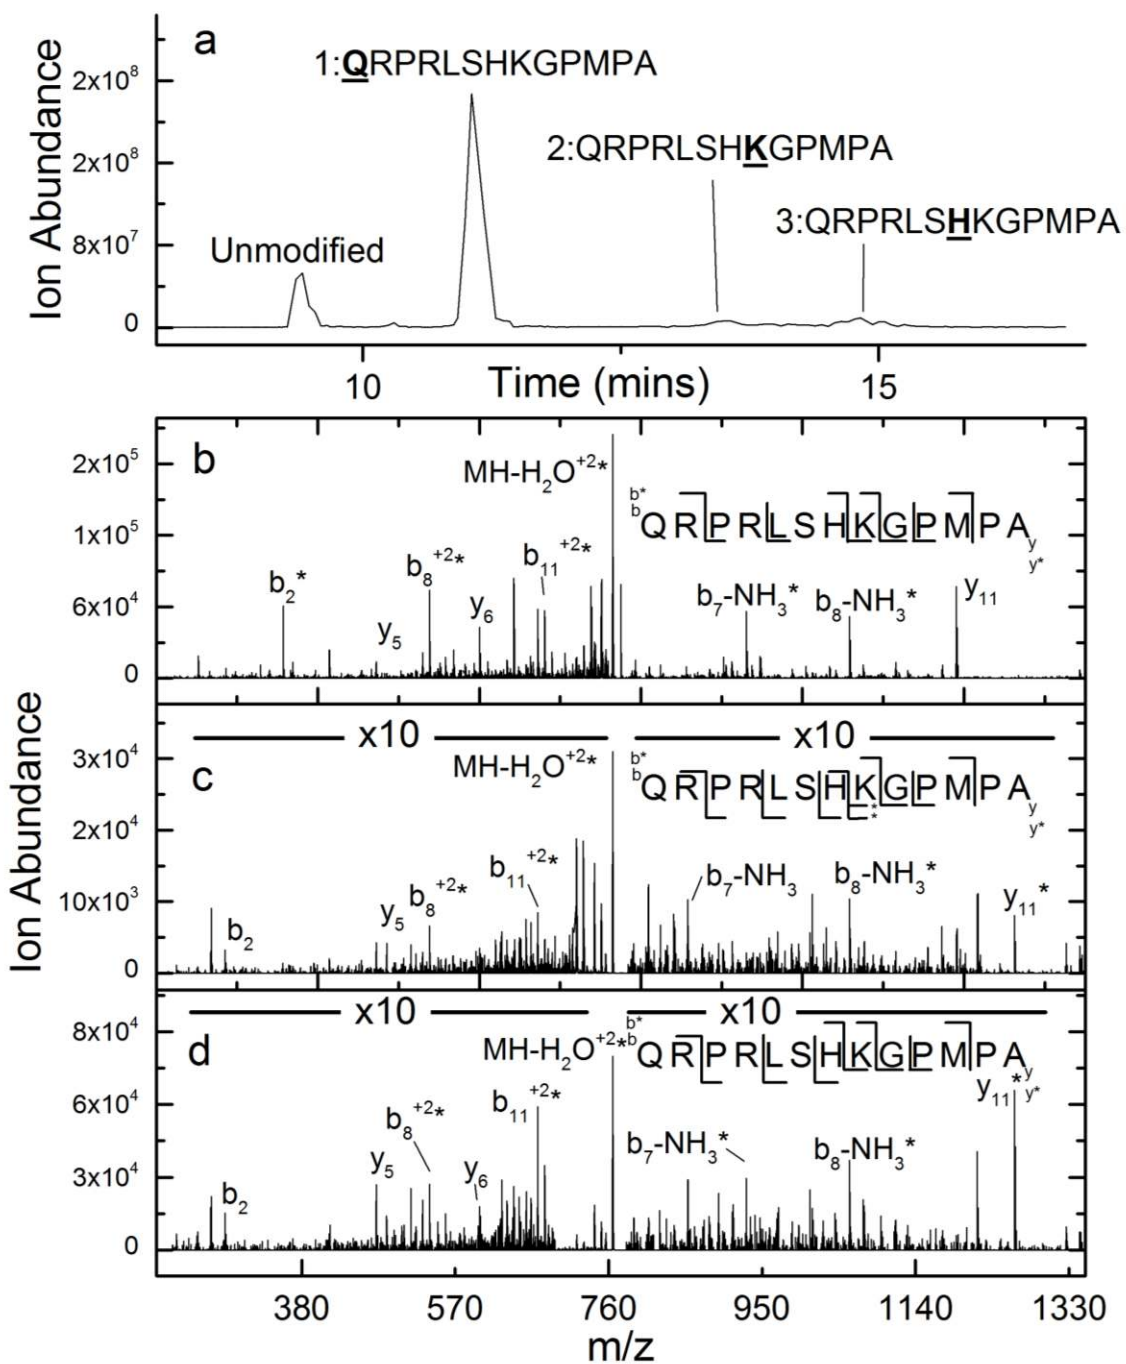 a
1:QRPRLSHKGPMPA
2:QRPRLSHKGPMPA
3:QRPRLSHKGPMPA
Unmodified
Ion Abundance
2x10⁸
2x10⁸
8x10⁷
0
10
Time (mins)
15
b
MH-H₂O⁺²*
b* b QRPRLSHKGPMPA y y*
b₂*
b₈⁺²*
b₁₁⁺²*
y₅
y₆
b₇-NH₃*
b₈-NH₃*
y₁₁
2x10⁵
1x10⁵
6x10⁴
0
Ion Abundance
c
x10
x10
MH-H₂O⁺²*
b* b QRPRLSHKGPMPA y y*
*
*
b₂
y₅
b₈⁺²*
b₁₁⁺²*
b₇-NH₃
b₈-NH₃*
y₁₁*
3x10⁴
2x10⁴
10x10³
0
d
x10
x10
MH-H₂O⁺²*
b* b QRPRLSHKGPMPA y y*
b₂
y₅
b₈⁺²*
y₆
b₁₁⁺²*
b₇-NH₃*
b₈-NH₃*
y₁₁*
8x10⁴
6x10⁴
3x10⁴
0
380 570 760 950 1140 1330
m/z